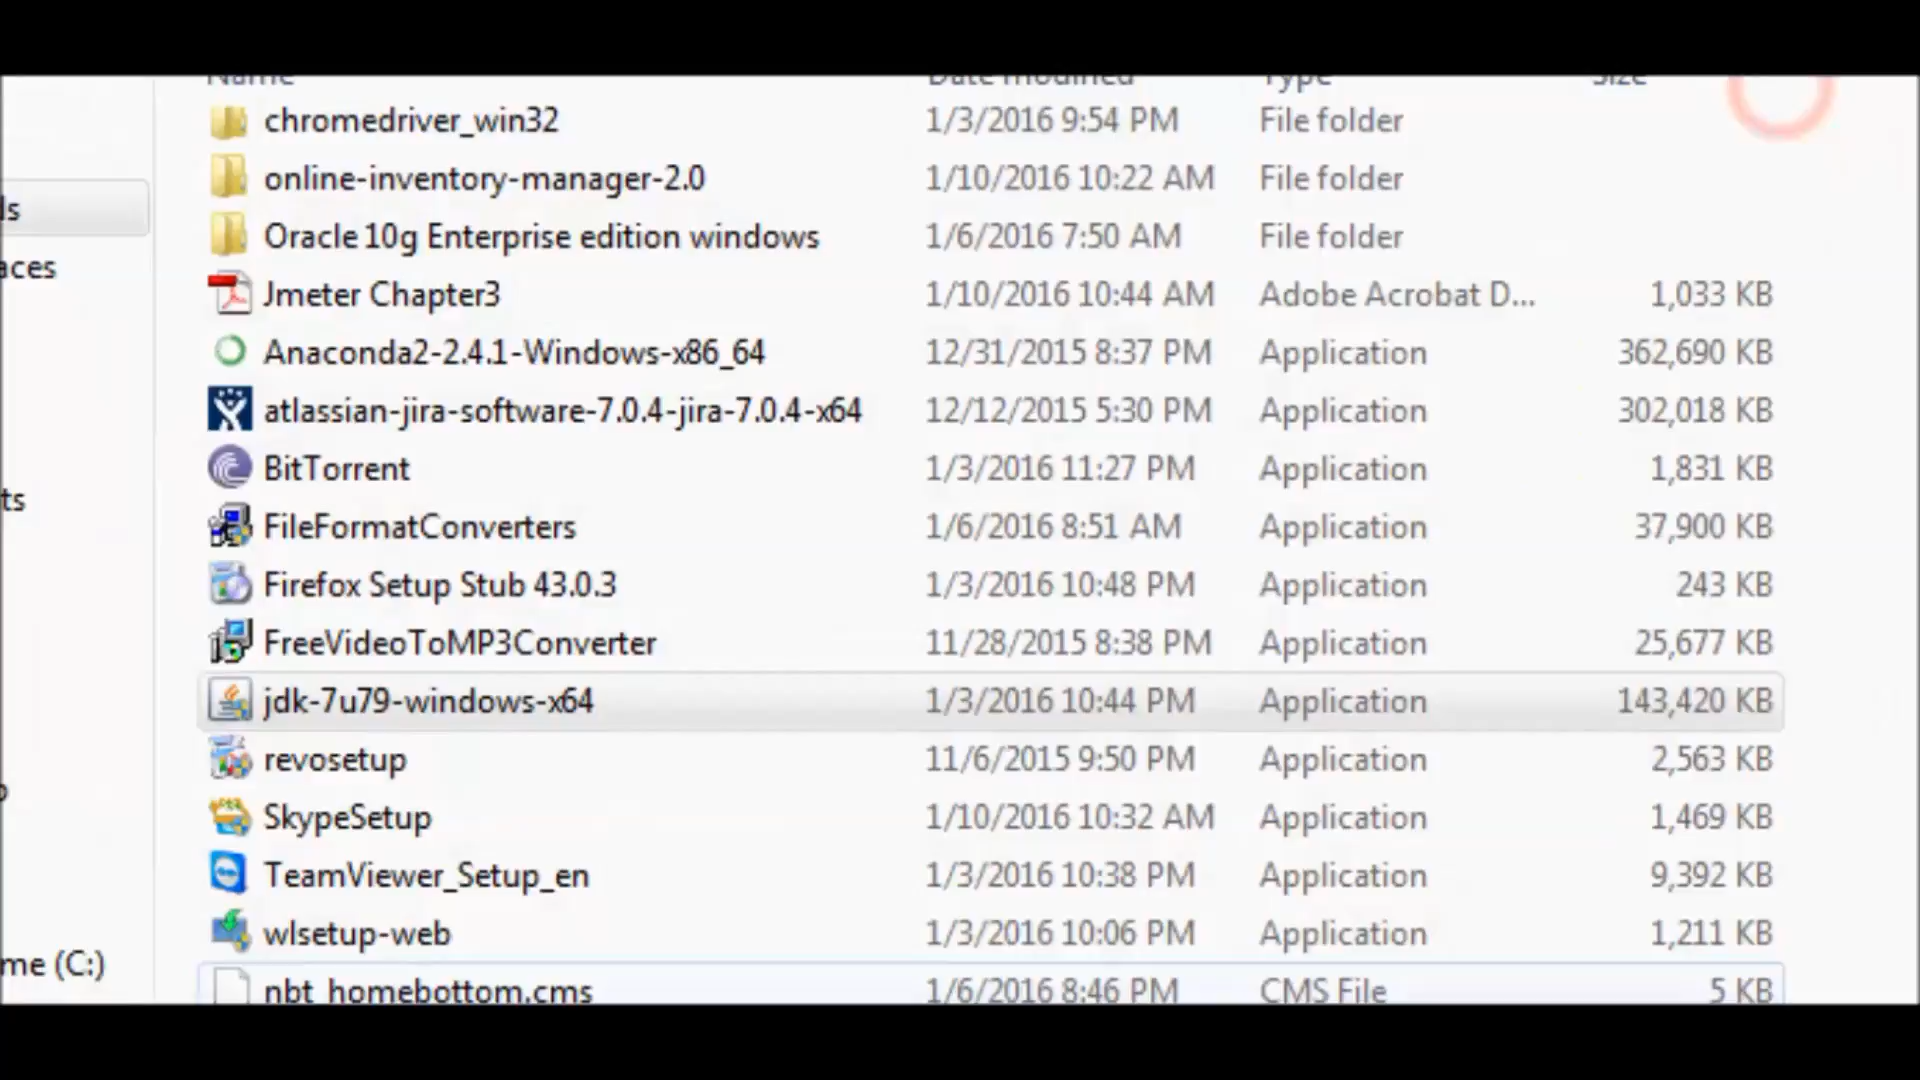 Name Date modified Type Size
chromedriver_win32 1/3/2016 9:54 PM File folder
online-inventory-manager-2.0 1/10/2016 10:22 AM File folder
ls
Oracle 10g Enterprise edition windows 1/6/2016 7:50 AM File folder
aces
Jmeter Chapter3 1/10/2016 10:44 AM Adobe Acrobat D... 1,033 KB
Anaconda2-2.4.1-Windows-x86_64 12/31/2015 8:37 PM Application 362,690 KB
atlassian-jira-software-7.0.4-jira-7.0.4-x64 12/12/2015 5:30 PM Application 302,018 KB
BitTorrent 1/3/2016 11:27 PM Application 1,831 KB
ts
FileFormatConverters 1/6/2016 8:51 AM Application 37,900 KB
Firefox Setup Stub 43.0.3 1/3/2016 10:48 PM Application 243 KB
FreeVideoToMP3Converter 11/28/2015 8:38 PM Application 25,677 KB
jdk-7u79-windows-x64 1/3/2016 10:44 PM Application 143,420 KB
revosetup 11/6/2015 9:50 PM Application 2,563 KB
SkypeSetup 1/10/2016 10:32 AM Application 1,469 KB
TeamViewer_Setup_en 1/3/2016 10:38 PM Application 9,392 KB
wlsetup-web 1/3/2016 10:06 PM Application 1,211 KB
me (C:)
nbt_homebottom.cms 1/6/2016 8:46 PM CMS File 5 KB